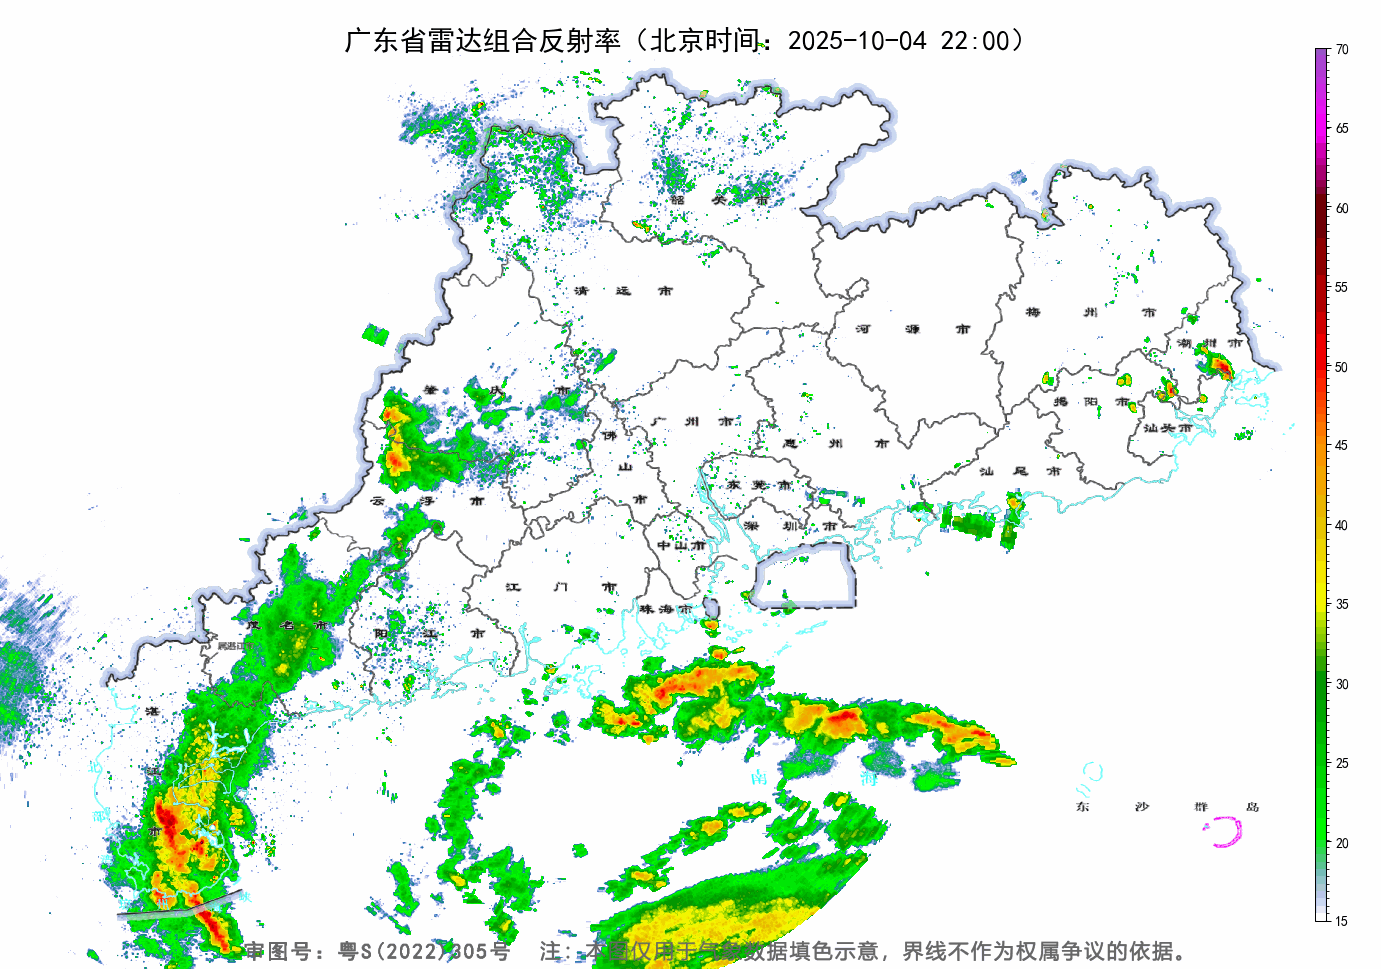 广东省雷达组合反射率（北京时间：2025-10-04 22:00）
70
65
60
55
50
45
40
35
30
25
20
15
韶关市
清远市
梅州市
河源市
潮州市
肇庆市
揭阳市
广州市
汕头市
佛山市
惠州市
汕尾市
东莞市
云浮市
深圳市
中山市
江门市
珠海市
茂名市
阳江市
属湛江
湛江市
南海
东沙群岛
北部
审图号：粤S(2022)305号 注：本图仅用于气象数据填色示意，界线不作为权属争议的依据。